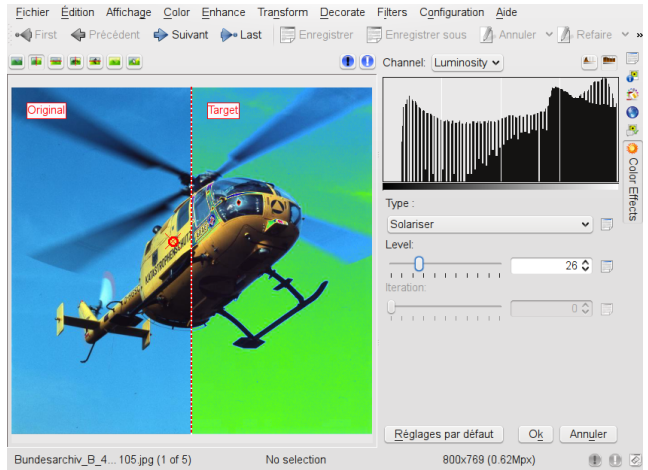 Fichier Édition Affichage Color Enhance Transform Decorate Filters Configuration Aide
First Précédent Suivant Last Enregistrer Enregistrer sous Annuler Refaire »
Channel: Luminosity
Original Target
KATASTROPHENSCHUTZ
Color Effects
Type :
Solariser
Level:
26
Iteration:
0
Réglages par défaut Ok Annuler
Bundesarchiv_B_4... 105.jpg (1 of 5) No selection 800x769 (0.62Mpx)